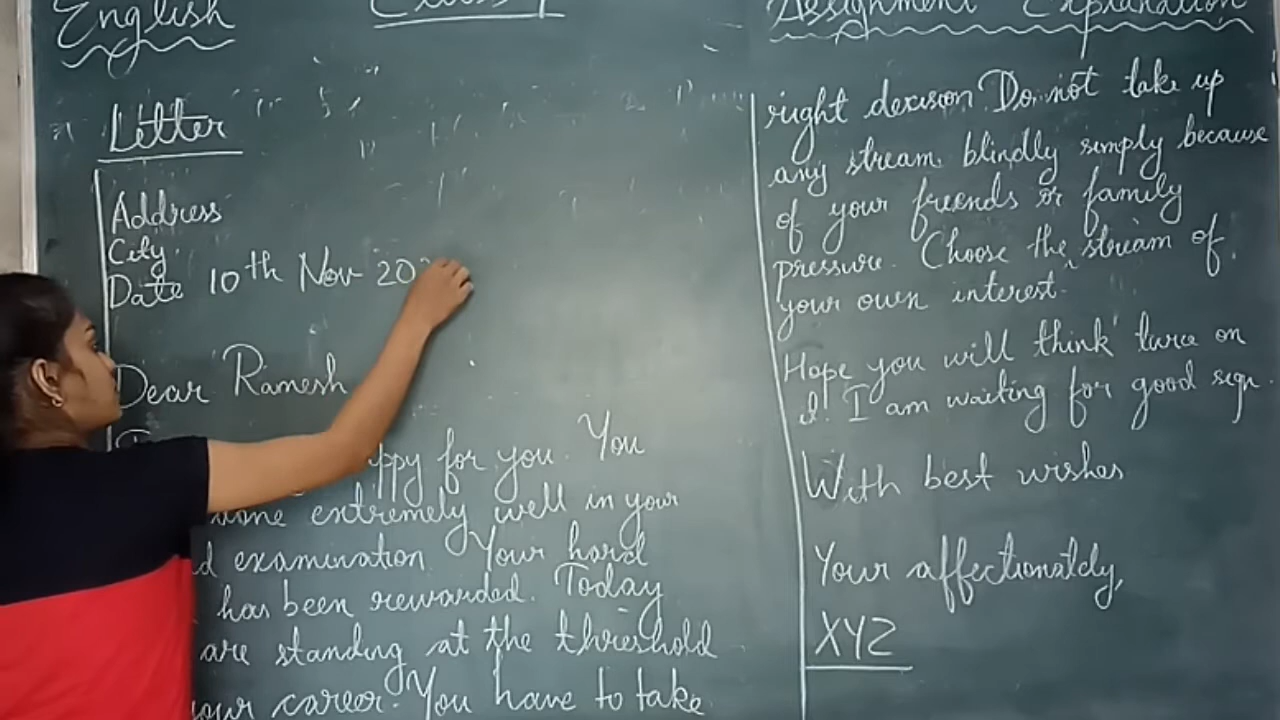 English
Assignment Explanation
Letter
Address
City.
Date 10th Nov 20
Dear Ramesh
for you. You
extremely well in your
examination Your hard
has been rewarded. Today
are standing at the threshold
your career. You have to take
right decision. Do not take up
any stream blindly simply because
of your friends or family
pressure. Choose the stream of
your own interest.
Hope you will think twice on
it! I am waiting for good sign.
With best wishes
Your affectionately,
XYZ